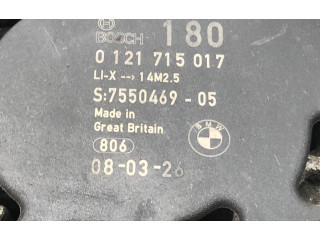 BOSCH 180
0 121 715 017
LI-X --> 14M2.5
S:7550469 - 05
Made in
Great Britain
806
BMW
08-03-26